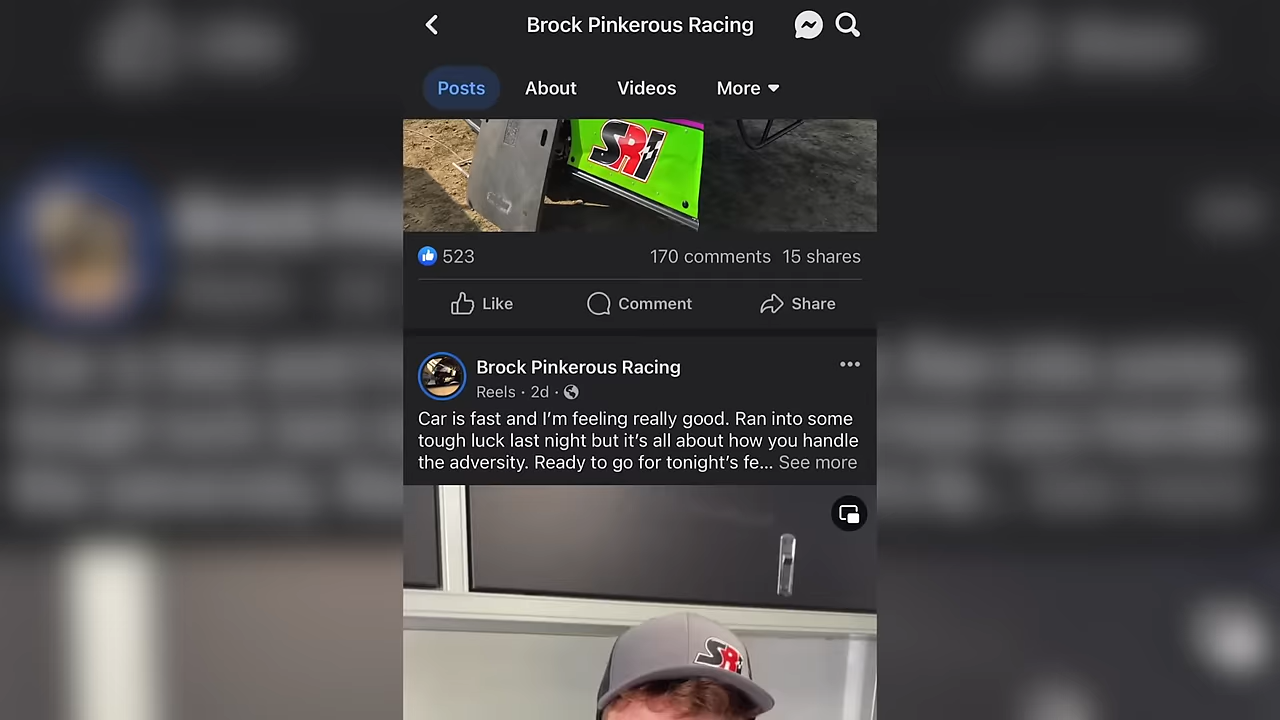 Brock Pinkerous Racing
Posts About Videos More
SRI
523 170 comments 15 shares
Like Comment Share
Brock Pinkerous Racing
Reels · 2d ·
Car is fast and I’m feeling really good. Ran into some
tough luck last night but it’s all about how you handle
the adversity. Ready to go for tonight’s fe... See more
SRI